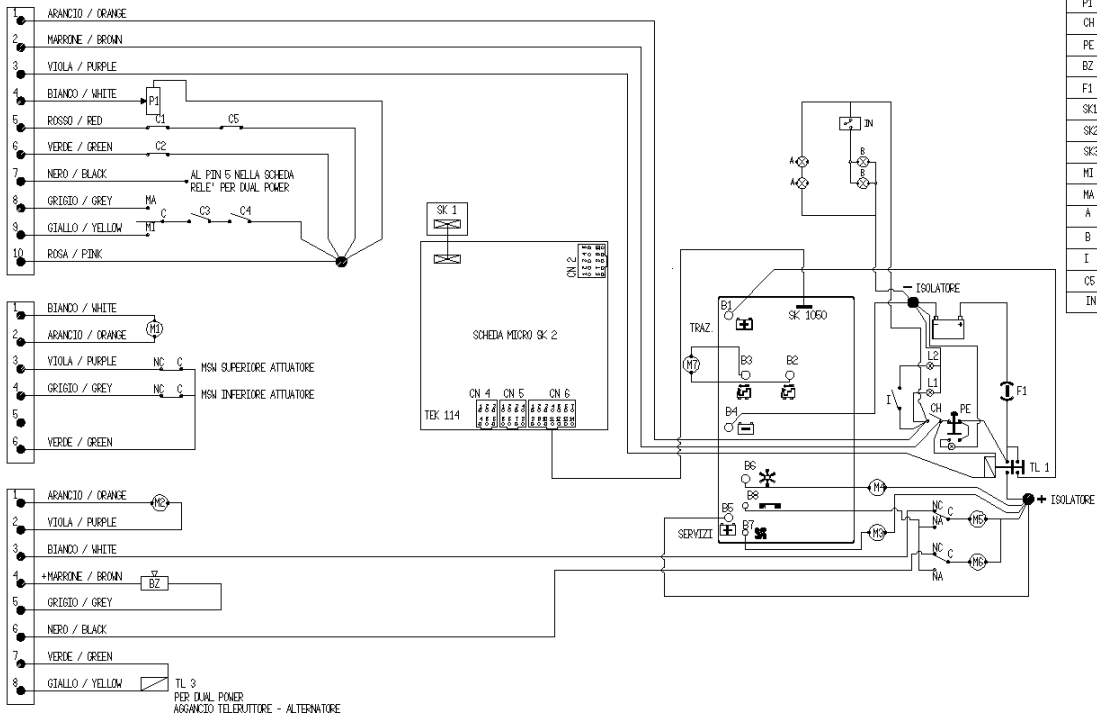 1 ARANCIO / ORANGE
2 MARRONE / BROWN
3 VIOLA / PURPLE
4 BIANCO / WHITE
P1
5 ROSSO / RED
C1
C5
6 VERDE / GREEN
C2
7 NERO / BLACK
AL PIN 5 NELLA SCHEDA
RELE' PER DUAL POWER
8 GRIGIO / GREY
MA
C
C3
C4
9 GIALLO / YELLOW
MI
10 ROSA / PINK
1 BIANCO / WHITE
M1
2 ARANCIO / ORANGE
3 VIOLA / PURPLE
NC C
MSW SUPERIORE ATTUATORE
4 GRIGIO / GREY
NC C
MSW INFERIORE ATTUATORE
5
6 VERDE / GREEN
1 ARANCIO / ORANGE
M2
2 VIOLA / PURPLE
3 BIANCO / WHITE
4 +MARRONE / BROWN
BZ
5 GRIGIO / GREY
6 NERO / BLACK
7 VERDE / GREEN
8 GIALLO / YELLOW
TL 3
PER DUAL POWER
AGGANCIO TELERUTTORE - ALTERNATORE
SK 1
CN 2
SCHEDA MICRO SK 2
CN 4
CN 5
CN 6
TEK 114
IN
A
B
A
B
- ISOLATORE
B1
SK 1050
TRAZ.
M7
B3
B2
B4
B6
B8
B5
B7
SERVIZI
L2
L1
I
CH
PE
F1
TL 1
+ ISOLATORE
M4
M3
NC
C
NA
M5
NC
C
NA
M6
P1
CH
PE
BZ
F1
SK1
SK2
SK3
MI
MA
A
B
I
C5
IN